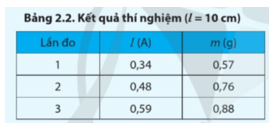 Bảng 2.2. Kết quả thí nghiệm (l = 10 cm)
Lần đo I (A) m (g)
1 0,34 0,57
2 0,48 0,76
3 0,59 0,88